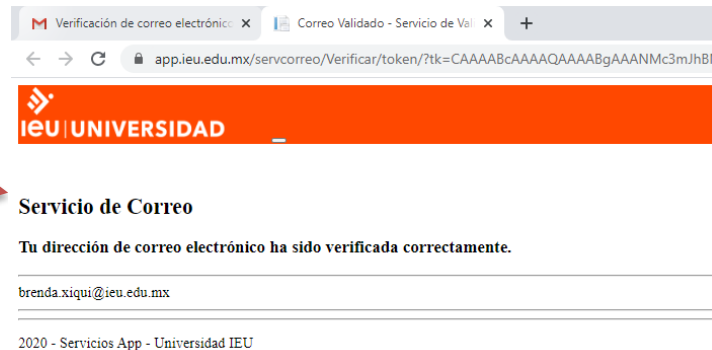 Verificación de correo electrónico
Correo Validado - Servicio de Val
app.ieu.edu.mx/servcorreo/Verificar/token/?tk=CAAAABcAAAAQAAAABgAAANMc3mJhBI
ieu UNIVERSIDAD
Servicio de Correo
Tu dirección de correo electrónico ha sido verificada correctamente.
brenda.xiqui@ieu.edu.mx
2020 - Servicios App - Universidad IEU